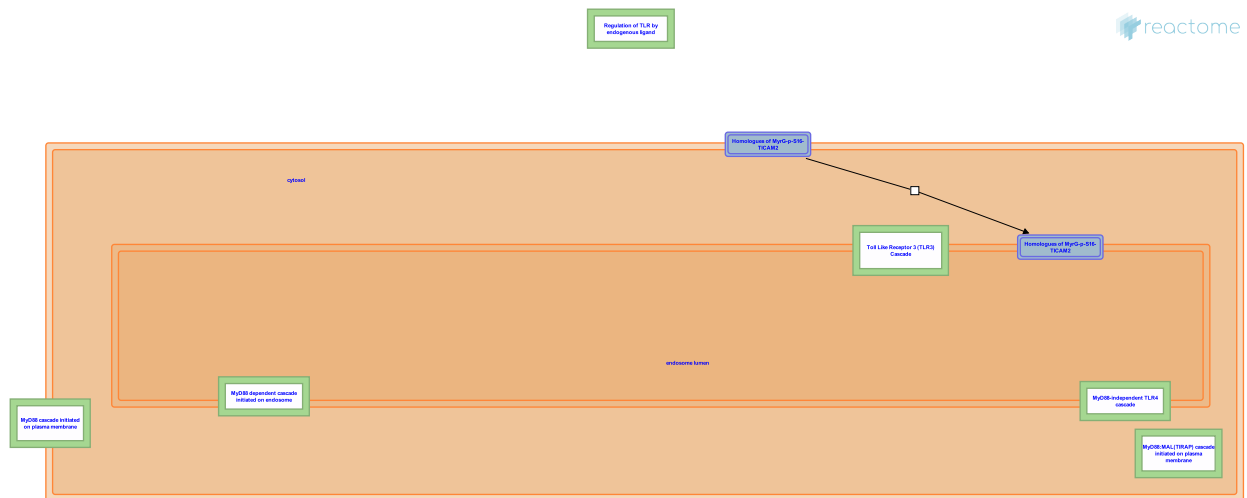 Regulation of TLR by
endogenous ligand
reactome
Homologues of MyrG-p-S16-
TICAM2
cytosol
Toll Like Receptor 3 (TLR3)
Cascade
Homologues of MyrG-p-S16-
TICAM2
endosome lumen
MyD88 dependent cascade
initiated on endosome
MyD88-independent TLR4
cascade
MyD88 cascade initiated
on plasma membrane
MyD88:MAL(TIRAP) cascade
initiated on plasma
membrane